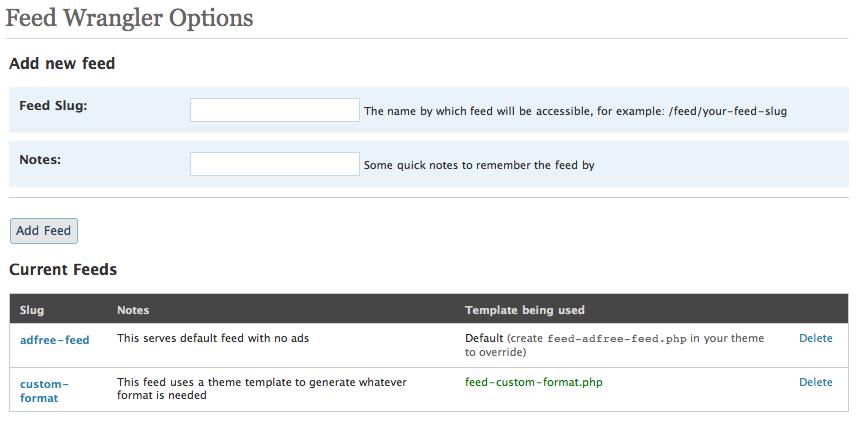 Feed Wrangler Options
Add new feed
Feed Slug:
The name by which feed will be accessible, for example: /feed/your-feed-slug
Notes:
Some quick notes to remember the feed by
Add Feed
Current Feeds
Slug Notes Template being used
adfree-feed This serves default feed with no ads Default (create feed-adfree-feed.php in your theme Delete
to override)
custom- This feed uses a theme template to generate whatever feed-custom-format.php Delete
format format is needed